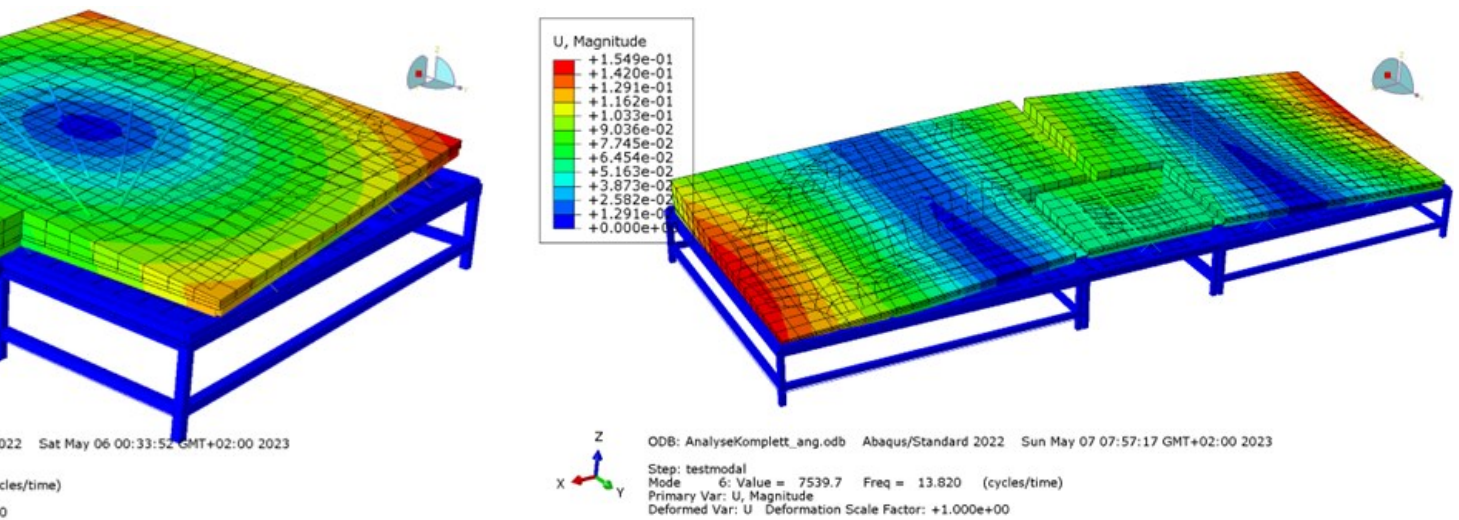 U, Magnitude
+1.549e-01
+1.420e-01
+1.291e-01
+1.162e-01
+1.033e-01
+9.036e-02
+7.745e-02
+6.454e-02
+5.163e-02
+3.873e-02
+2.582e-02
+1.291e-0
+0.000e+0
022 Sat May 06 00:33:52 GMT+02:00 2023
cles/time)
0
Z
X
Y
ODB: AnalyseKomplett_ang.odb Abaqus/Standard 2022 Sun May 07 07:57:17 GMT+02:00 2023
Step: testmodal
Mode 6: Value = 7539.7 Freq = 13.820 (cycles/time)
Primary Var: U, Magnitude
Deformed Var: U Deformation Scale Factor: +1.000e+00